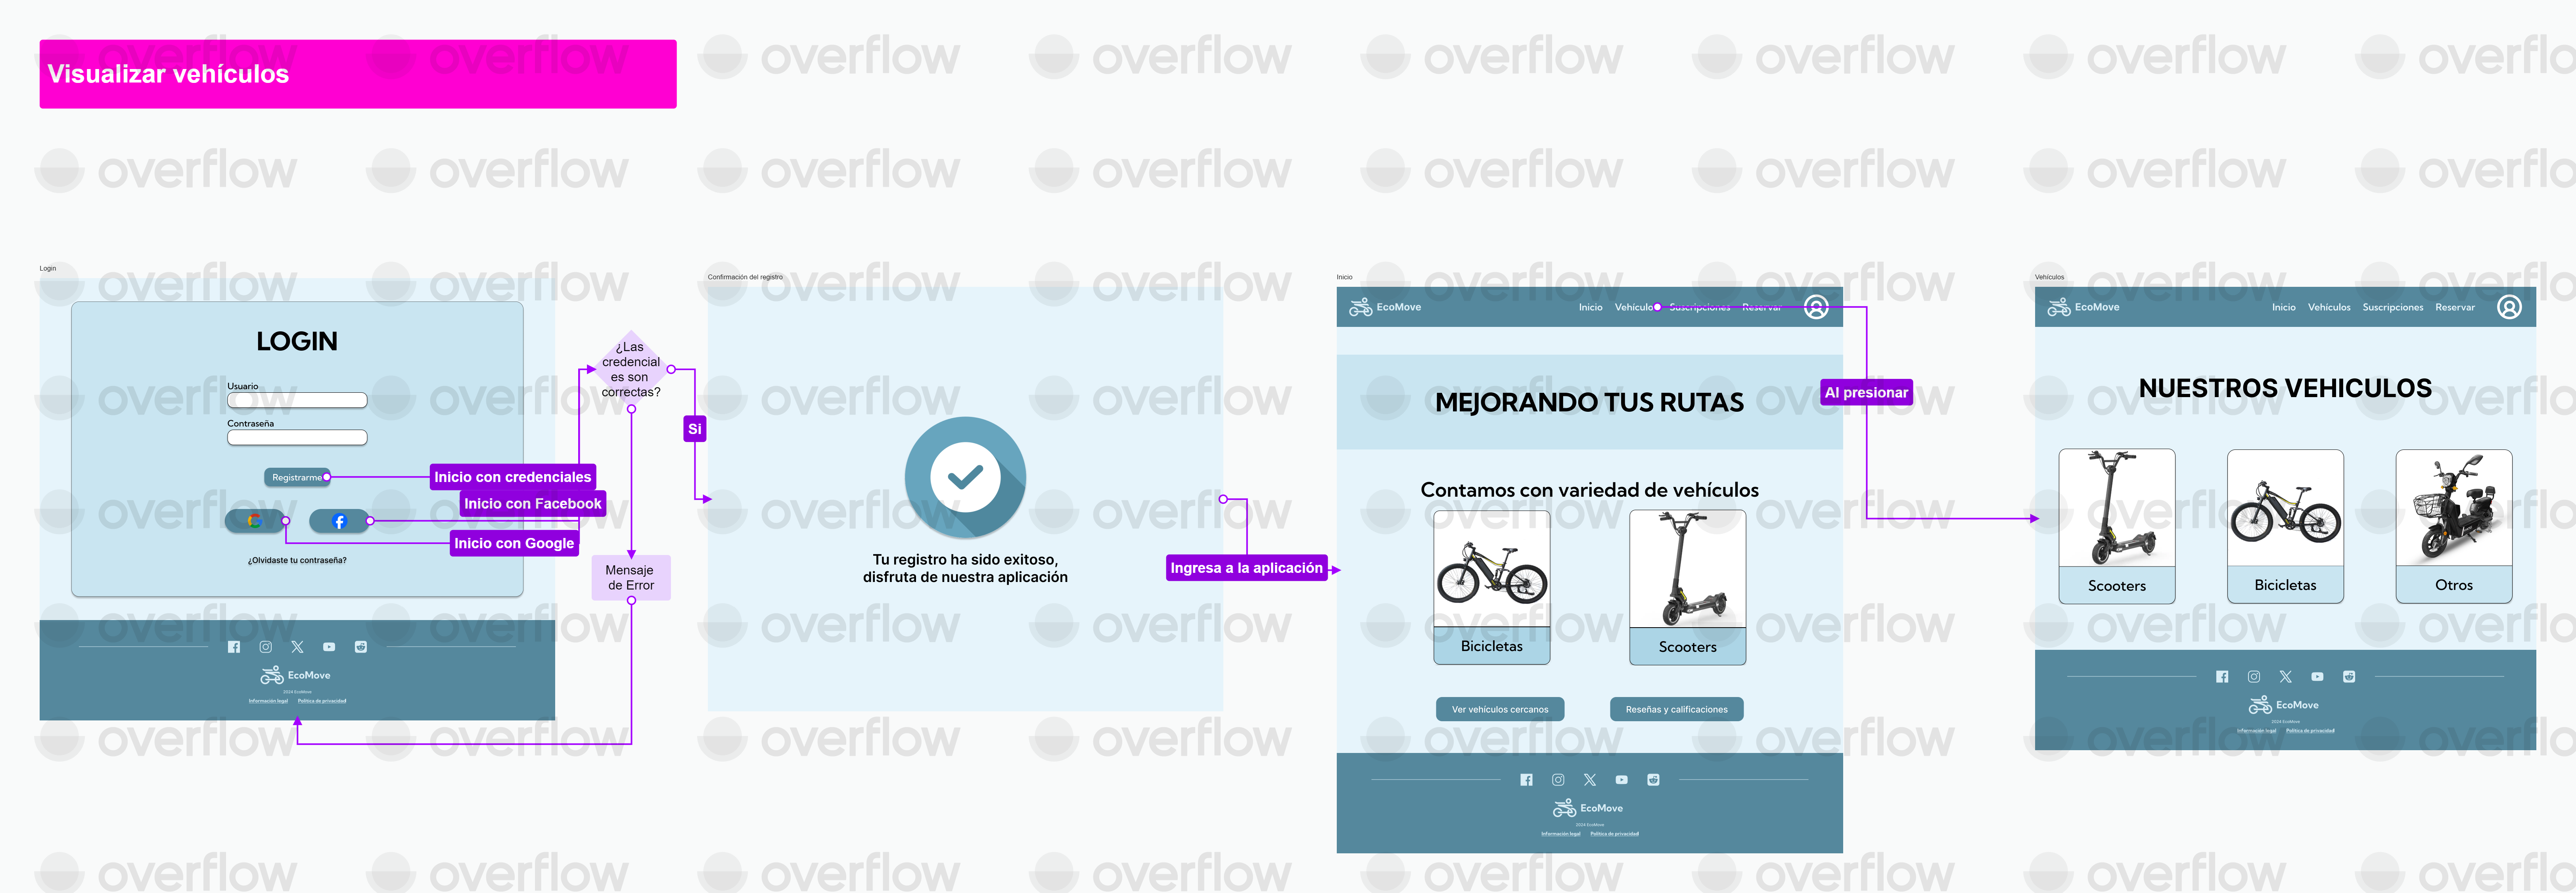 Visualizar vehículos
Login
LOGIN
Usuario
Contraseña
Registrarme
¿Olvidaste tu contraseña?
EcoMove
2024 EcoMove
Información legal Política de privacidad
Inicio con credenciales
Inicio con Facebook
Inicio con Google
¿Las
credencial
es son
correctas?
Si
Mensaje
de Error
Confirmación del registro
Tu registro ha sido exitoso,
disfruta de nuestra aplicación
Ingresa a la aplicación
Inicio
EcoMove
Inicio Vehículo Suscripciones Reservar
MEJORANDO TUS RUTAS
Contamos con variedad de vehículos
Bicicletas
Scooters
Ver vehículos cercanos
Reseñas y calificaciones
EcoMove
2024 EcoMove
Información legal Política de privacidad
Al presionar
Vehículos
EcoMove
Inicio Vehículos Suscripciones Reservar
NUESTROS VEHICULOS
Scooters
Bicicletas
Otros
EcoMove
2024 EcoMove
Información legal Política de privacidad
overflow